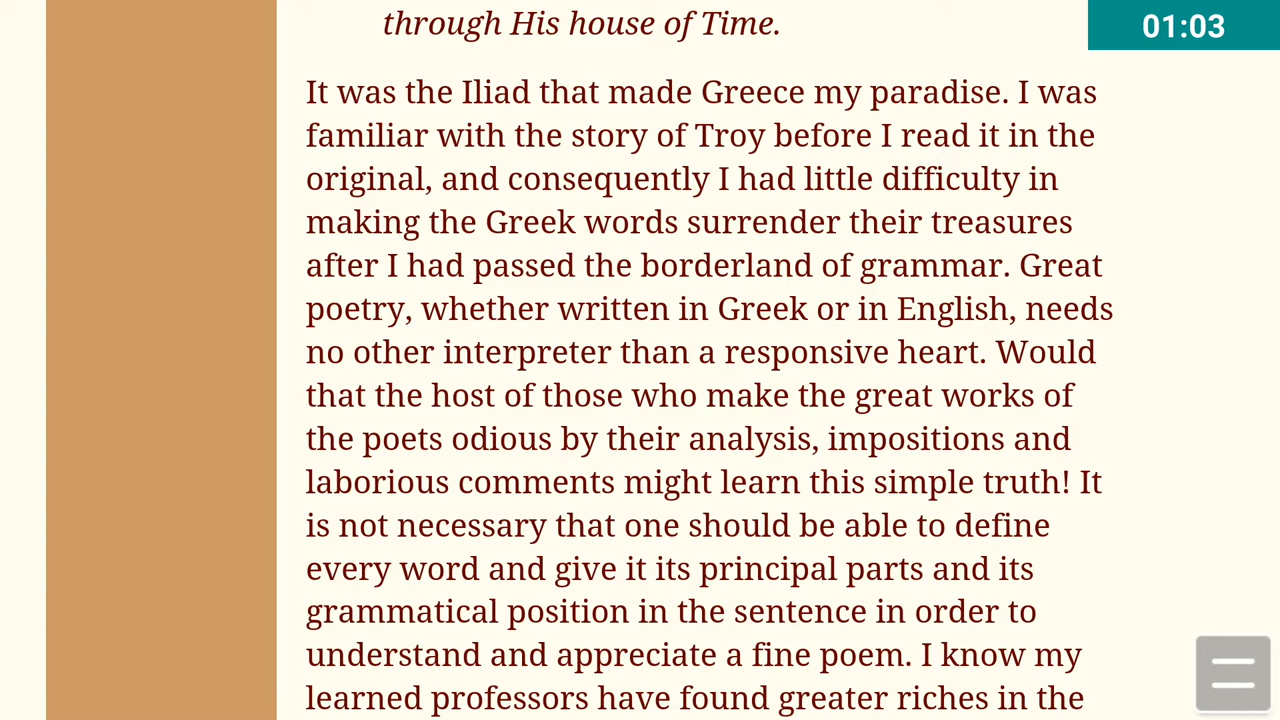 through His house of Time.
01:03
It was the Iliad that made Greece my paradise. I was
familiar with the story of Troy before I read it in the
original, and consequently I had little difficulty in
making the Greek words surrender their treasures
after I had passed the borderland of grammar. Great
poetry, whether written in Greek or in English, needs
no other interpreter than a responsive heart. Would
that the host of those who make the great works of
the poets odious by their analysis, impositions and
laborious comments might learn this simple truth! It
is not necessary that one should be able to define
every word and give it its principal parts and its
grammatical position in the sentence in order to
understand and appreciate a fine poem. I know my
learned professors have found greater riches in the